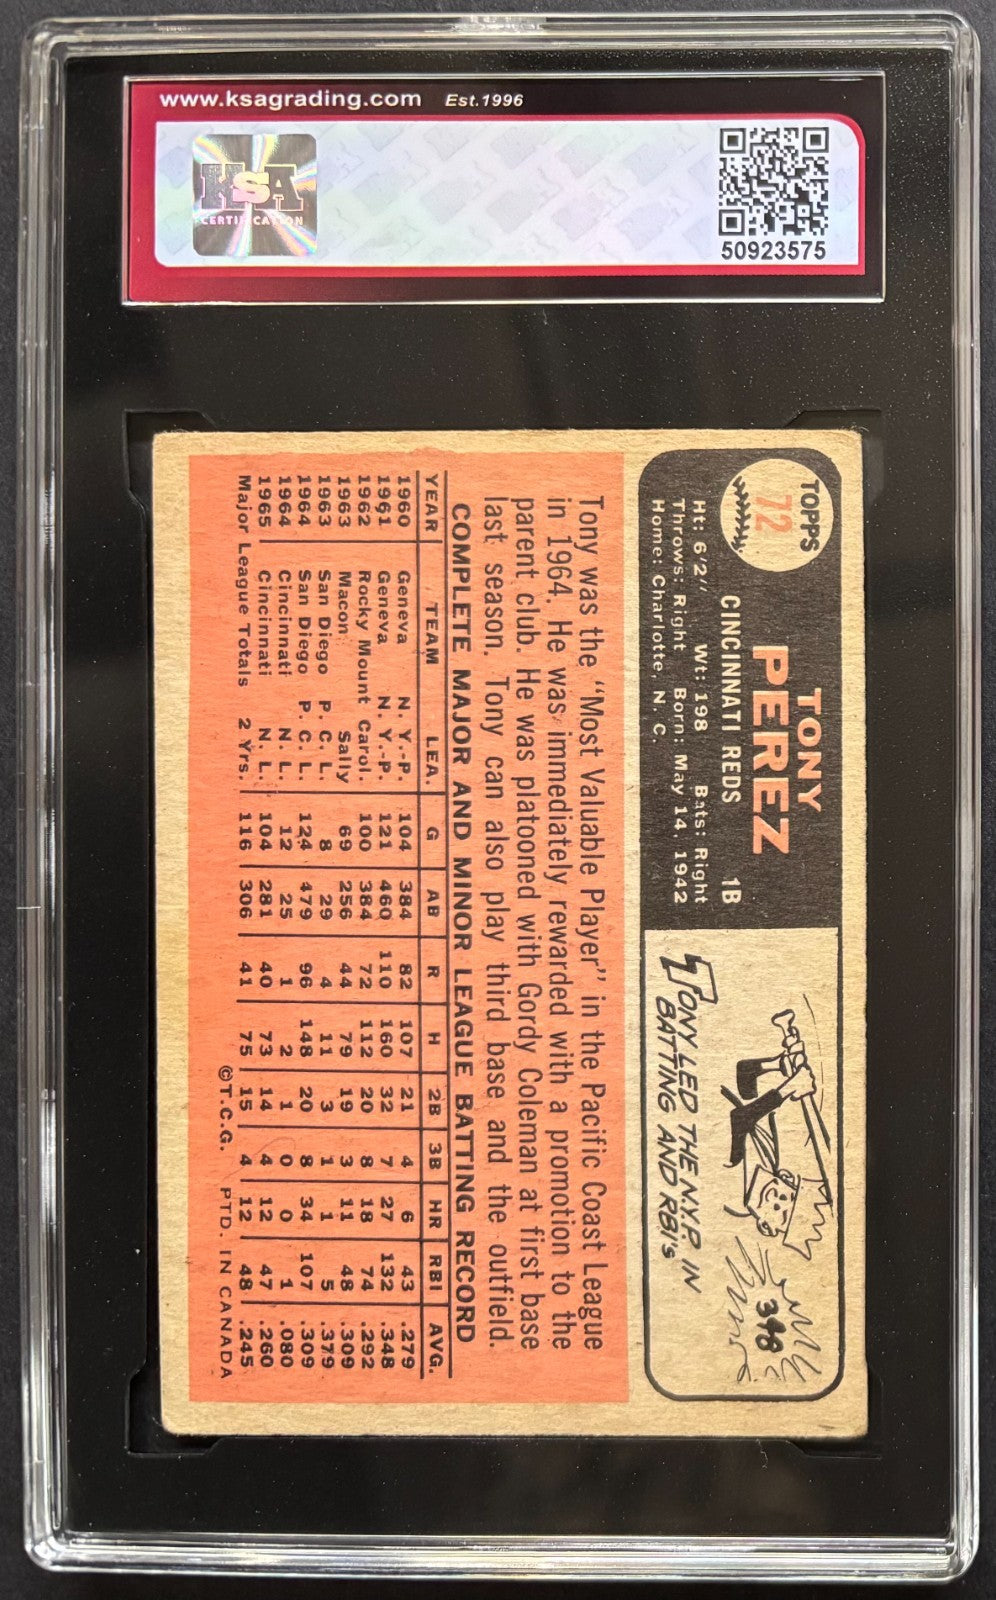 www.ksagrading.com Est.1996
KSA
CERTIFICATION
50923575
TOPPS
72
TONY
PEREZ
CINCINNATI REDS 1B
Ht: 6'2" Wt: 198 Bats: Right
Throws: Right Born: May 14, 1942
Home: Charlotte, N. C.
TONY LED THE N.Y.P. IN
BATTING AND RBI's
348
Tony was the "Most Valuable Player" in the Pacific Coast League
in 1964. He was immediately rewarded with a promotion to the
parent club. He was platooned with Gordy Coleman at first base
last season. Tony can also play third base and the outfield.
COMPLETE MAJOR AND MINOR LEAGUE BATTING RECORD
YEAR TEAM LEA. G AB R H 2B 3B HR RBI AVG.
1960 Geneva N. Y.-P. 104 384 82 107 21 4 6 43 .279
1961 Geneva N. Y.-P. 121 460 110 160 32 7 27 132 .348
1962 Rocky Mount Carol. 100 384 72 112 20 8 18 74 .292
1963 Macon Sally 69 256 44 79 19 3 11 48 .309
1963 San Diego P. C. L. 8 29 4 11 3 1 1 5 .379
1964 San Diego P. C. L. 124 479 96 148 20 8 34 107 .309
1964 Cincinnati N. L. 12 25 1 2 1 0 0 1 .080
1965 Cincinnati N. L. 104 281 40 73 14 4 12 47 .260
Major League Totals 2 Yrs. 116 306 41 75 15 4 12 48 .245
©T.C.G. PTD. IN CANADA